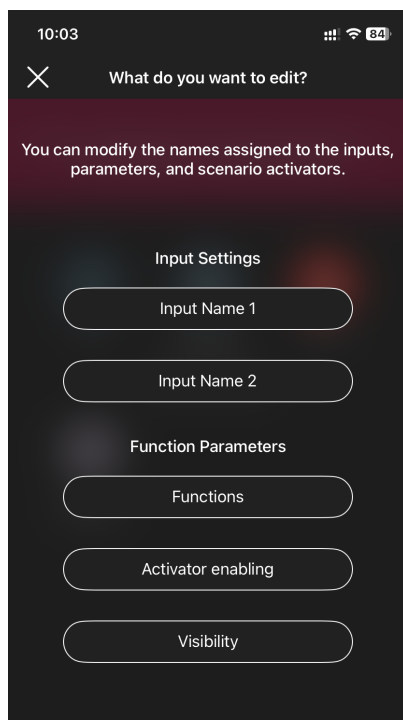 10:03
84
What do you want to edit?
You can modify the names assigned to the inputs,
parameters, and scenario activators.
Input Settings
Input Name 1
Input Name 2
Function Parameters
Functions
Activator enabling
Visibility